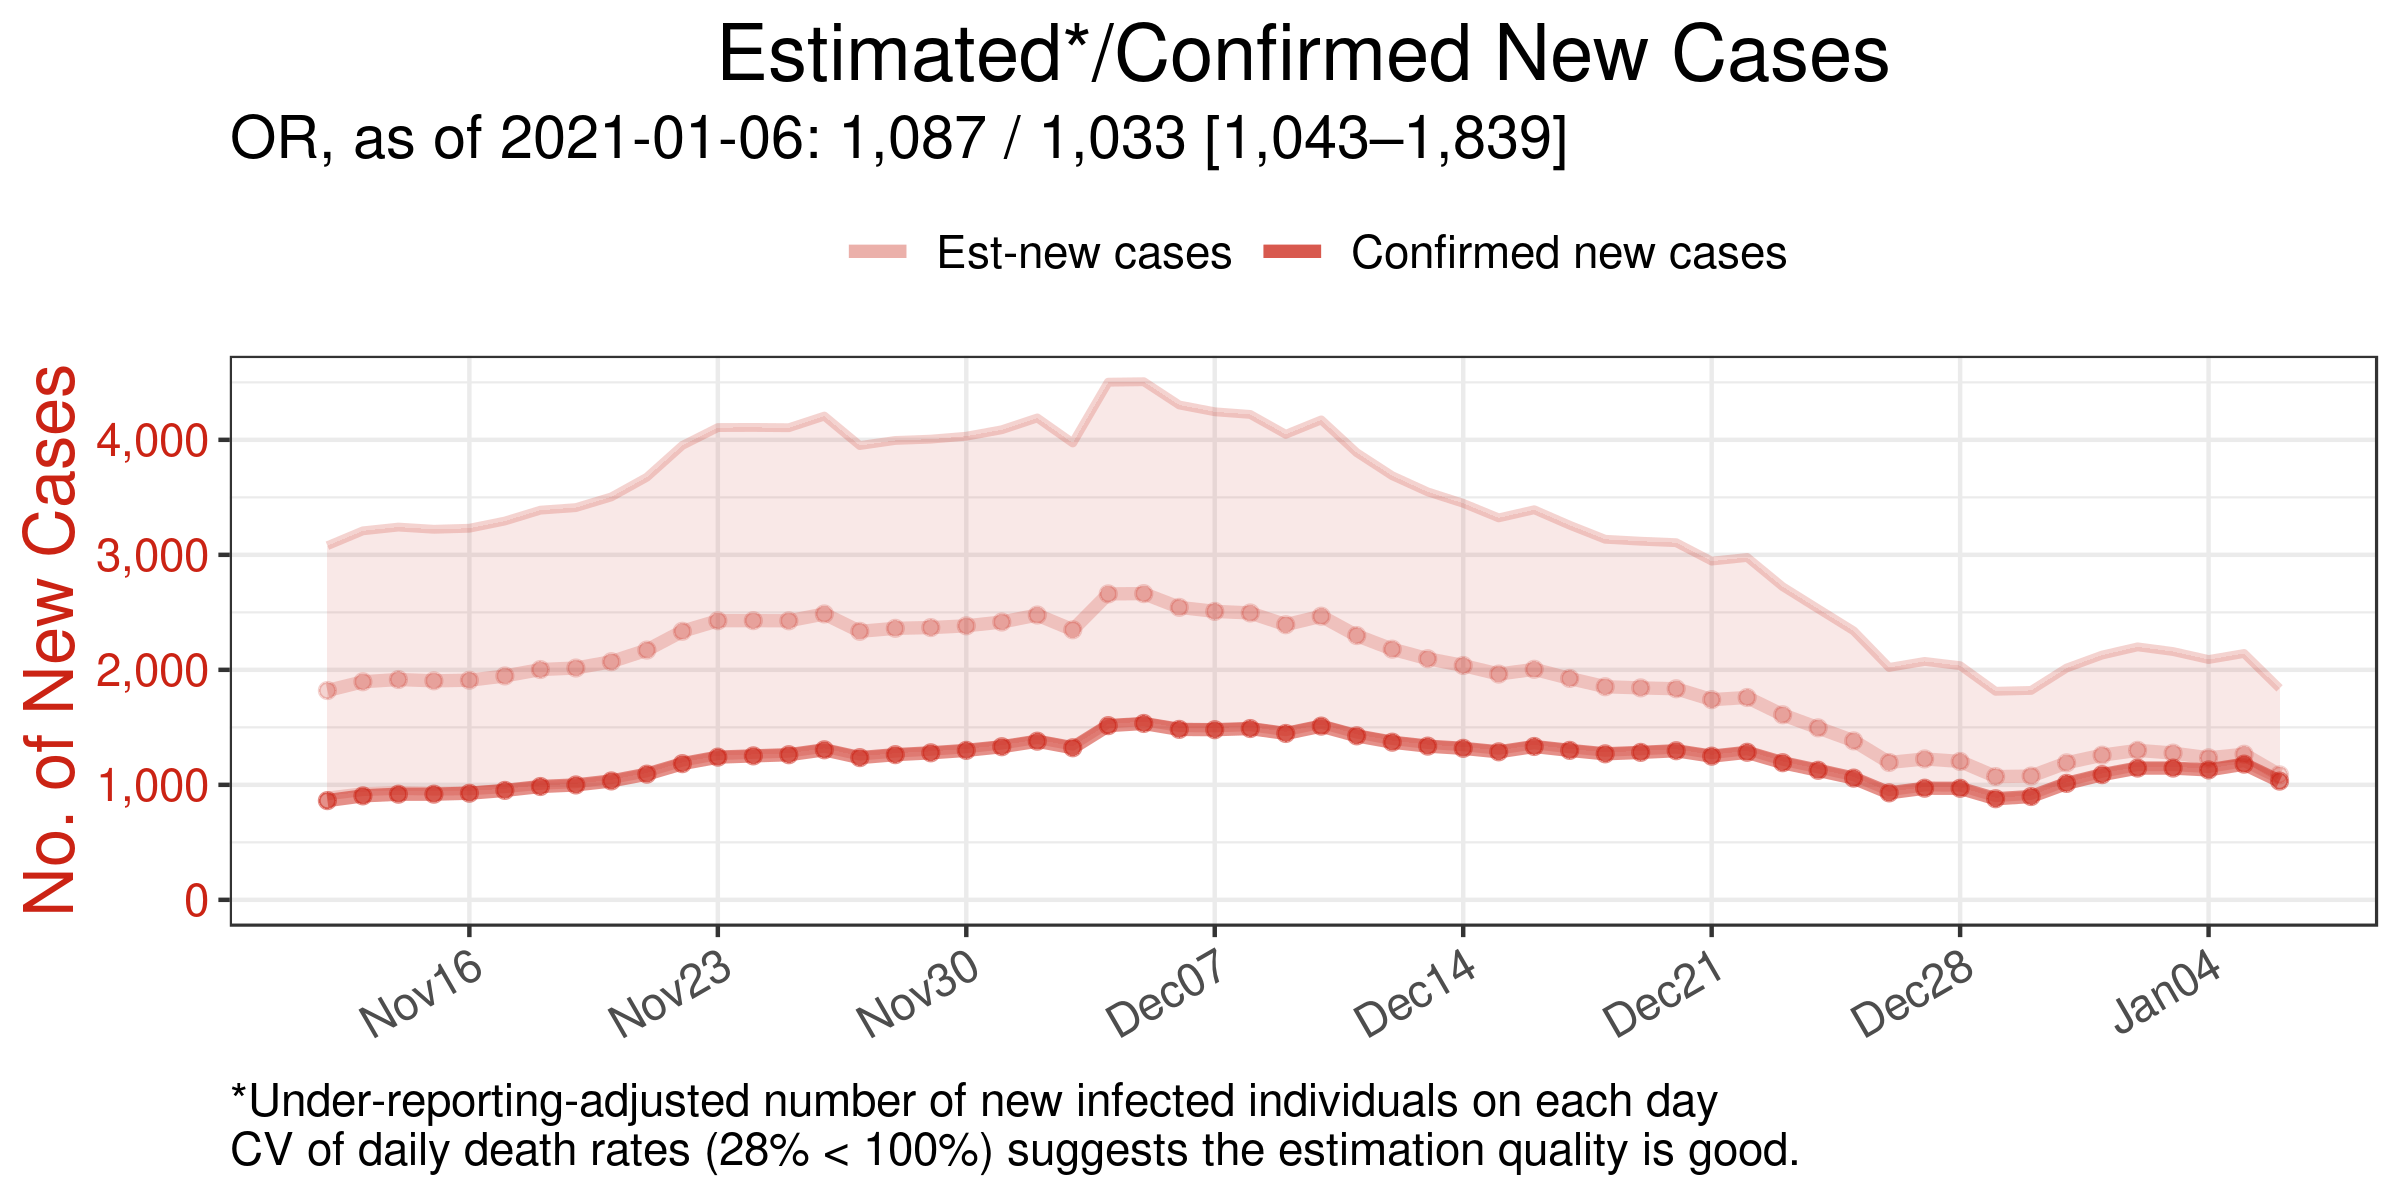 Estimated*/Confirmed New Cases
OR, as of 2021-01-06: 1,087 / 1,033 [1,043–1,839]
Est-new cases Confirmed new cases
No. of New Cases
4,000
3,000
2,000
1,000
0
Nov16 Nov23 Nov30 Dec07 Dec14 Dec21 Dec28 Jan04
*Under-reporting-adjusted number of new infected individuals on each day
CV of daily death rates (28% < 100%) suggests the estimation quality is good.